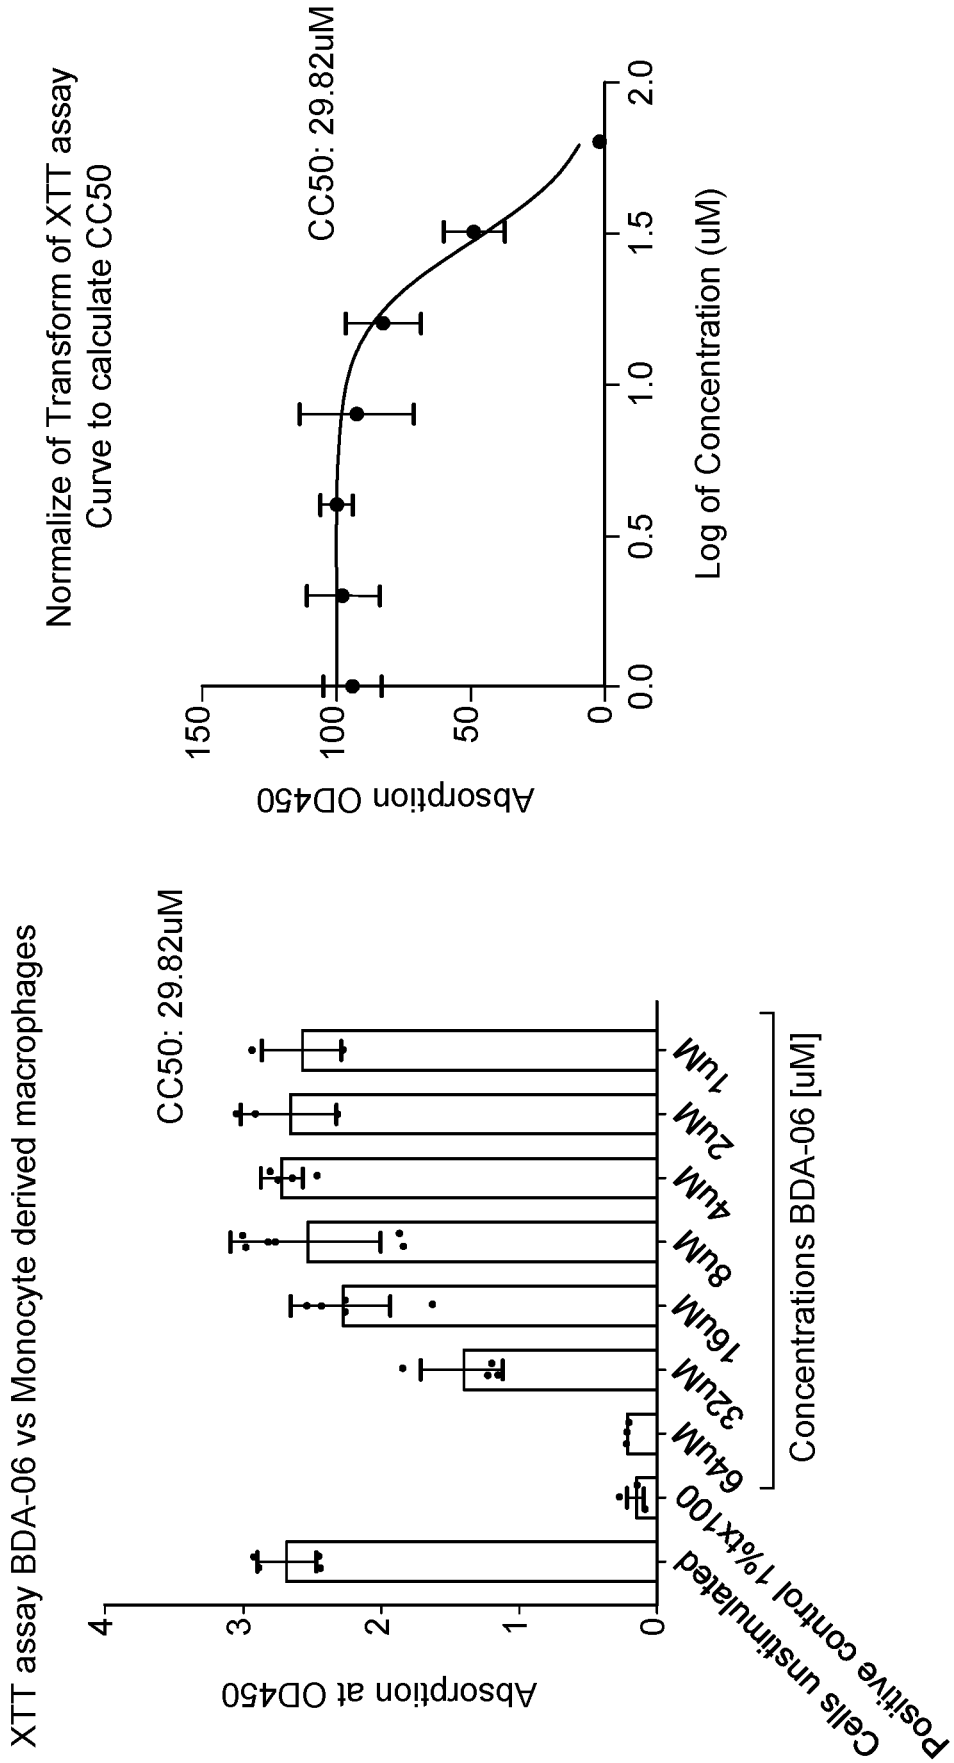 XTT assay BDA-06 vs Monocyte derived macrophages
CC50: 29.82uM
Absorption at OD450
4
3
2
1
0
Cells unstimulated
Positive control 1%tx100
64uM
32uM
16uM
8uM
4uM
2uM
1uM
Concentrations BDA-06 [uM]
Normalize of Transform of XTT assay
Curve to calculate CC50
CC50: 29.82uM
Absorption OD450
150
100
50
0
0.0
0.5
1.0
1.5
2.0
Log of Concentration (uM)